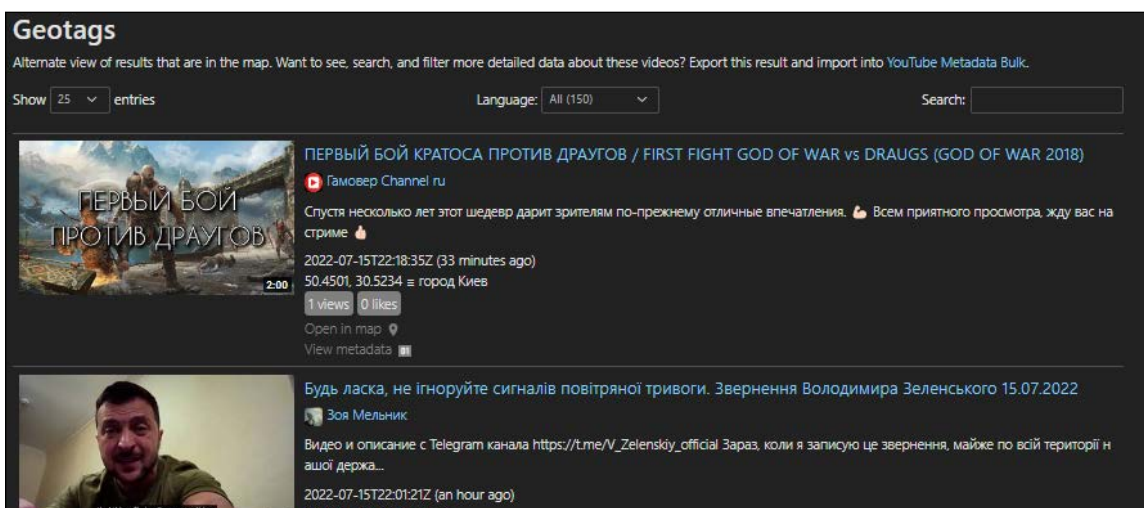 Geotags
Alternate view of results that are in the map. Want to see, search, and filter more detailed data about these videos? Export this result and import into YouTube Metadata Bulk.
Show 25 entries Language: All (150) Search:
ПЕРВЫЙ БОЙ
ПРОТИВ ДРАУГОВ
2:00
ПЕРВЫЙ БОЙ КРАТОСА ПРОТИВ ДРАУГОВ / FIRST FIGHT GOD OF WAR vs DRAUGS (GOD OF WAR 2018)
Гамовер Channel ru
Спустя несколько лет этот шедевр дарит зрителям по-прежнему отличные впечатления. 💪🏻 Всем приятного просмотра, жду вас на
стриме 👍🏻
2022-07-15T22:18:35Z (33 minutes ago)
50.4501, 30.5234 ≡ город Киев
1 views 0 likes
Open in map
View metadata
Будь ласка, не ігноруйте сигналів повітряної тривоги. Звернення Володимира Зеленського 15.07.2022
Зоя Мельник
Видео и описание с Telegram канала https://t.me/V_Zelenskiy_official Зараз, коли я записую це звернення, майже по всій території н
ашої держа...
2022-07-15T22:01:21Z (an hour ago)